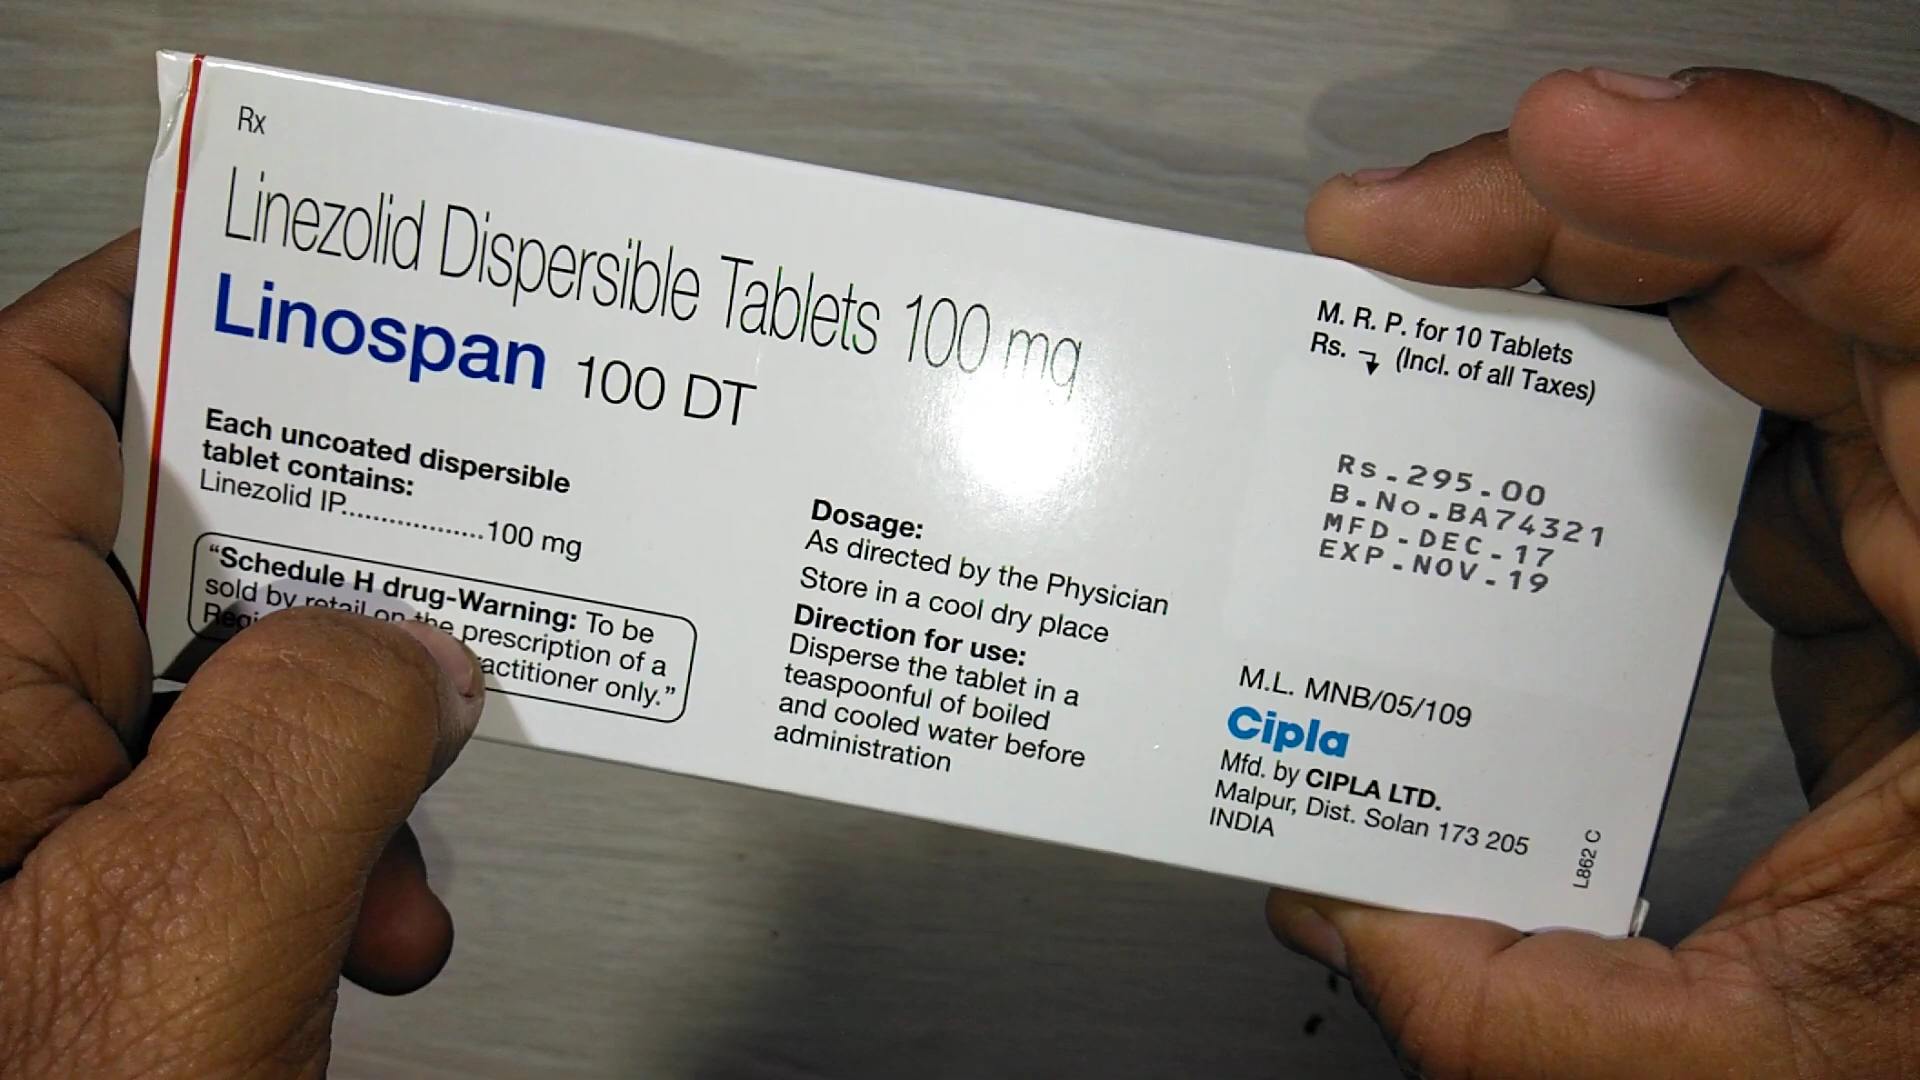 Rx
Linezolid Dispersible Tablets 100 mg
Linospan 100 DT
Each uncoated dispersible
tablet contains:
Linezolid IP..................100 mg
“Schedule H drug-Warning: To be
sold by retail on the prescription of a
actitioner only.”
Dosage:
As directed by the Physician
Store in a cool dry place
Direction for use:
Disperse the tablet in a
teaspoonful of boiled
and cooled water before
administration
M. R. P. for 10 Tablets
Rs. (Incl. of all Taxes)
Rs.295.00
B.No.BA74321
MFD.DEC-17
EXP.NOV-19
M.L. MNB/05/109
Cipla
Mfd. by CIPLA LTD.
Malpur, Dist. Solan 173 205
INDIA
L862 C